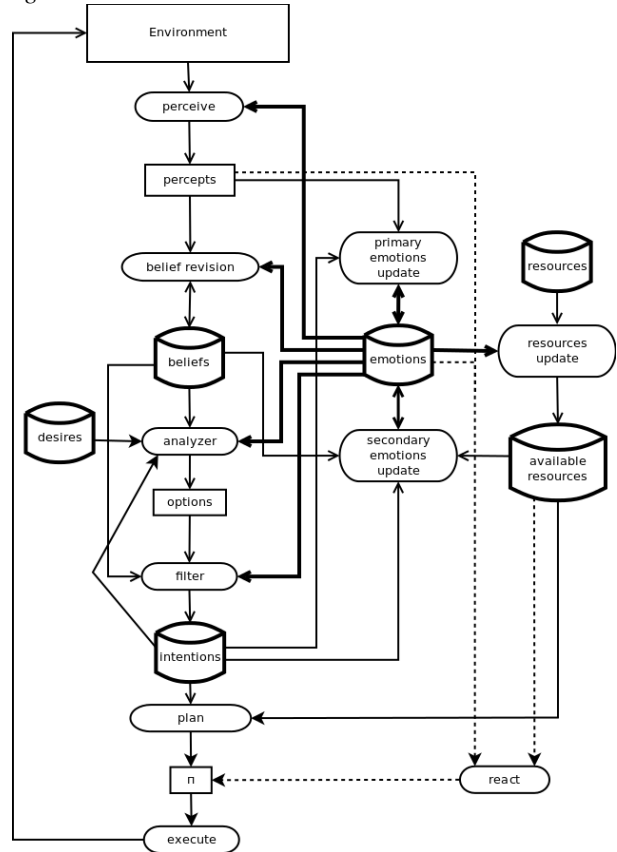 Environment
perceive
percepts
primary
emotions
update
resources
belief revision
resources
update
beliefs
emotions
desires
analyzer
secondary
emotions
update
available
resources
options
filter
intentions
plan
п
react
execute